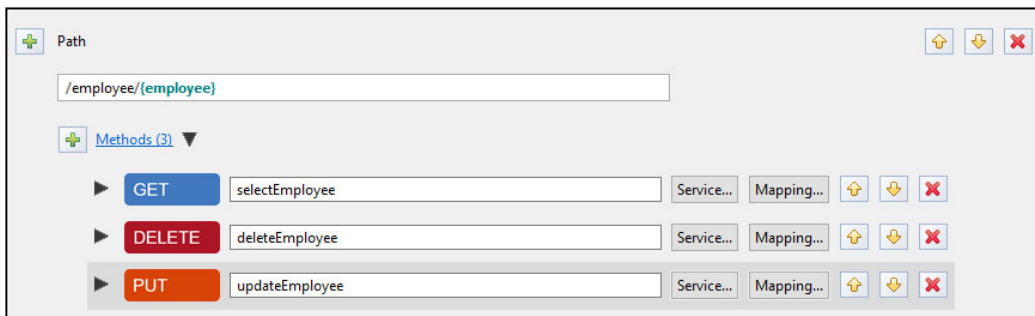 Path
/employee/{employee}
Methods (3)
GET selectEmployee Service... Mapping...
DELETE deleteEmployee Service... Mapping...
PUT updateEmployee Service... Mapping...